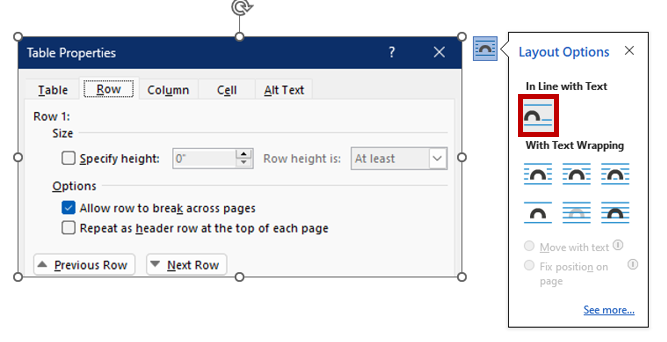 Table Properties
?
Table Row Column Cell Alt Text
Row 1:
Size
Specify height: 0" Row height is: At least
Options
Allow row to break across pages
Repeat as header row at the top of each page
Previous Row Next Row
Layout Options
In Line with Text
With Text Wrapping
Move with text
Fix position on
page
See more...